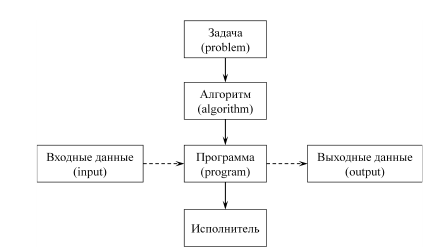 Задача
(problem)
Алгоритм
(algorithm)
Входные данные
(input)
Программа
(program)
Выходные данные
(output)
Исполнитель